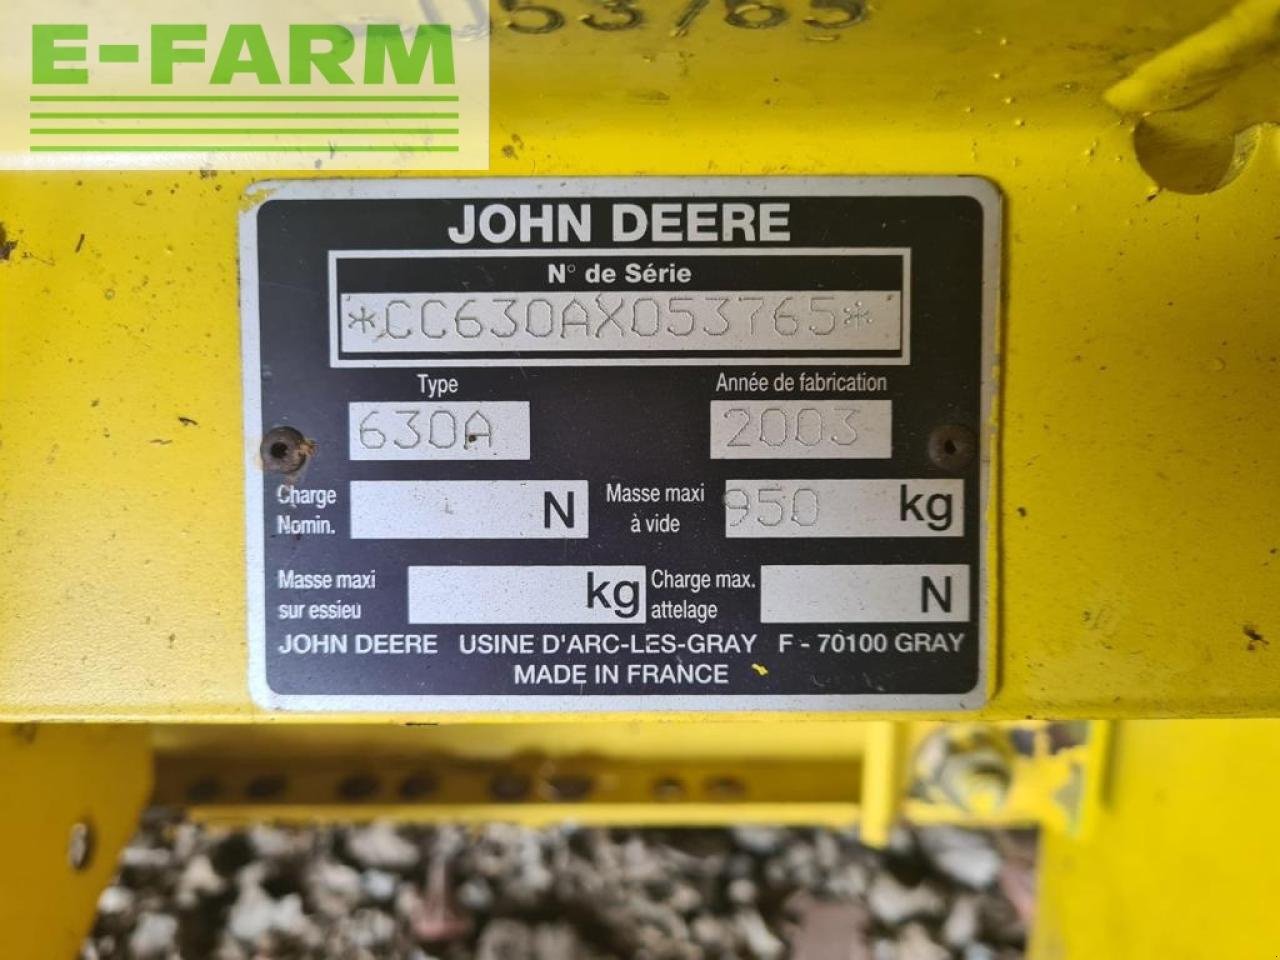 053765
E-FARM
JOHN DEERE
N° de Série
*CC630AX053765*
Type
Année de fabrication
630A
2003
Charge Nomin.
N
Masse maxi à vide
950 kg
Masse maxi sur essieu
kg
Charge max. attelage
N
JOHN DEERE USINE D'ARC-LES-GRAY F - 70100 GRAY
MADE IN FRANCE